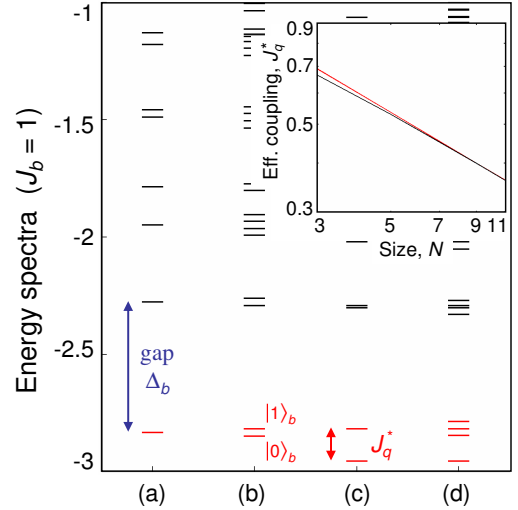 Energy spectra (J_b = 1)
-1
-1.5
-2
-2.5
-3
gap
Δ_b
|1⟩_b
|0⟩_b
J_q^*
(a)
(b)
(c)
(d)
Eff. coupling, J_q^*
0.9
0.7
0.5
0.3
3
5
7
9
11
Size, N